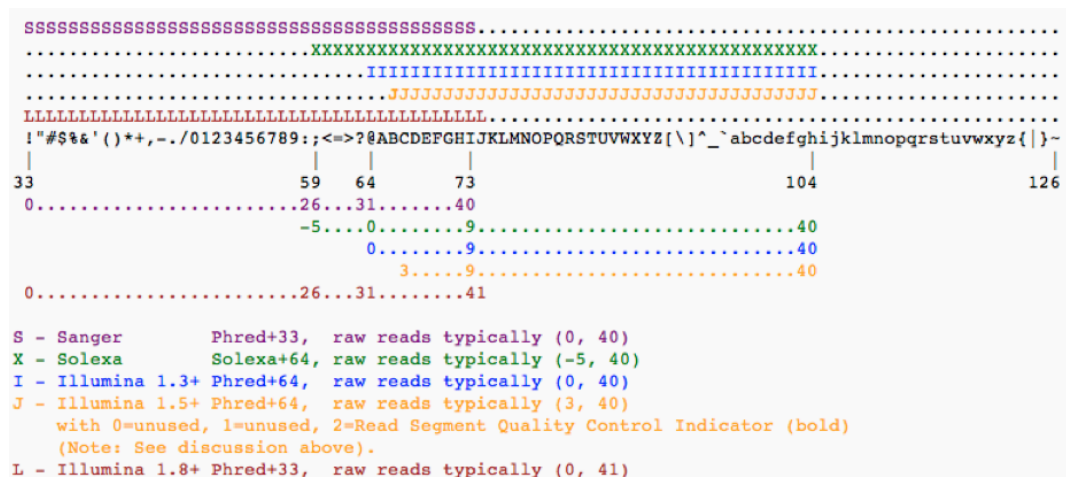 SSSSSSSSSSSSSSSSSSSSSSSSSSSSSSSSSSSSSSSSS.....................................................
..........................XXXXXXXXXXXXXXXXXXXXXXXXXXXXXXXXXXXXXXXXXXXXXX......................
...............................IIIIIIIIIIIIIIIIIIIIIIIIIIIIIIIIIIIIIIIII......................
.................................JJJJJJJJJJJJJJJJJJJJJJJJJJJJJJJJJJJJJJJ......................
LLLLLLLLLLLLLLLLLLLLLLLLLLLLLLLLLLLLLLLLLL....................................................
!"#$%&'()*+,-./0123456789:;<=>?@ABCDEFGHIJKLMNOPQRSTUVWXYZ[\]^_`abcdefghijklmnopqrstuvwxyz{|}~
| | | | | |
33 59 64 73 104 126
0........................26...31.......40
-5....0........9.............................40
0........9.............................40
3.....9.............................40
0........................26...31........41
S - Sanger Phred+33, raw reads typically (0, 40)
X - Solexa Solexa+64, raw reads typically (-5, 40)
I - Illumina 1.3+ Phred+64, raw reads typically (0, 40)
J - Illumina 1.5+ Phred+64, raw reads typically (3, 40)
with 0=unused, 1=unused, 2=Read Segment Quality Control Indicator (bold)
(Note: See discussion above).
L - Illumina 1.8+ Phred+33, raw reads typically (0, 41)